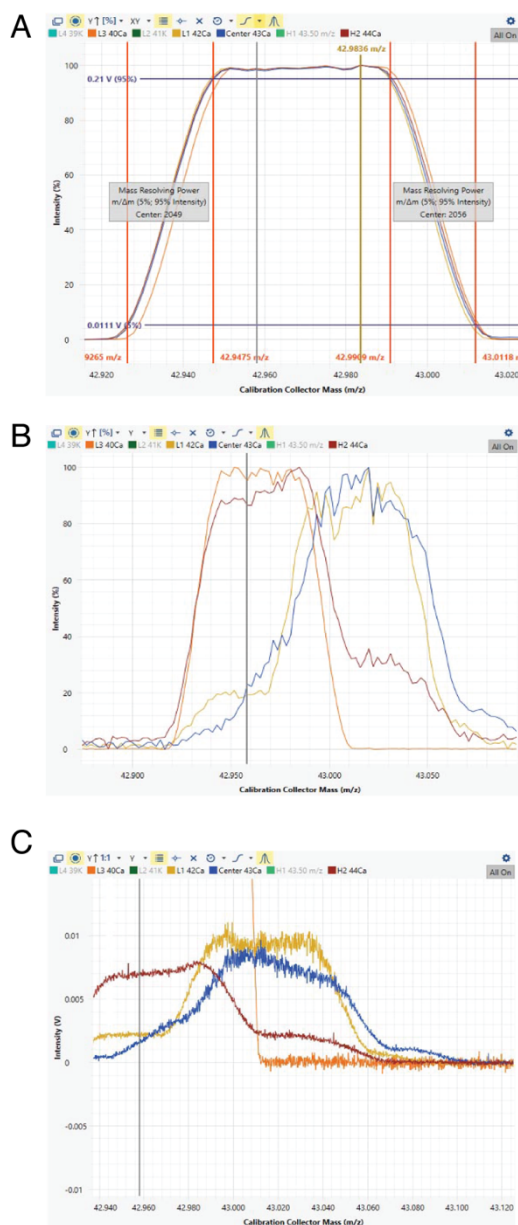 A
Y↑ [%] XY
L4 39K L3 40Ca L2 41K L1 42Ca Center 43Ca H1 43.50 m/z H2 44Ca
All On
42.9836 m/z
100
0.21 V (95%)
80
Mass Resolving Power
m/Δm (5%; 95% Intensity)
Center: 2049
Mass Resolving Power
m/Δm (5%; 95% Intensity)
Center: 2056
60
40
20
0.0111 V (5%)
0
Intensity (%)
9265 m/z 42.9475 m/z 42.9909 m/z 43.0118 m/z
42.920 42.940 42.960 42.980 43.000 43.020
Calibration Collector Mass (m/z)
B
Y↑ [%] Y
L4 39K L3 40Ca L2 41K L1 42Ca Center 43Ca H1 43.50 m/z H2 44Ca
All On
100
80
60
40
20
0
Intensity (%)
42.900 42.950 43.000 43.050
Calibration Collector Mass (m/z)
C
Y↑ 1:1 Y
L4 39K L3 40Ca L2 41K L1 42Ca Center 43Ca H1 43.50 m/z H2 44Ca
All On
0.01
0.005
0
-0.005
-0.01
Intensity (V)
42.940 42.960 42.980 43.000 43.020 43.040 43.060 43.080 43.100 43.120
Calibration Collector Mass (m/z)